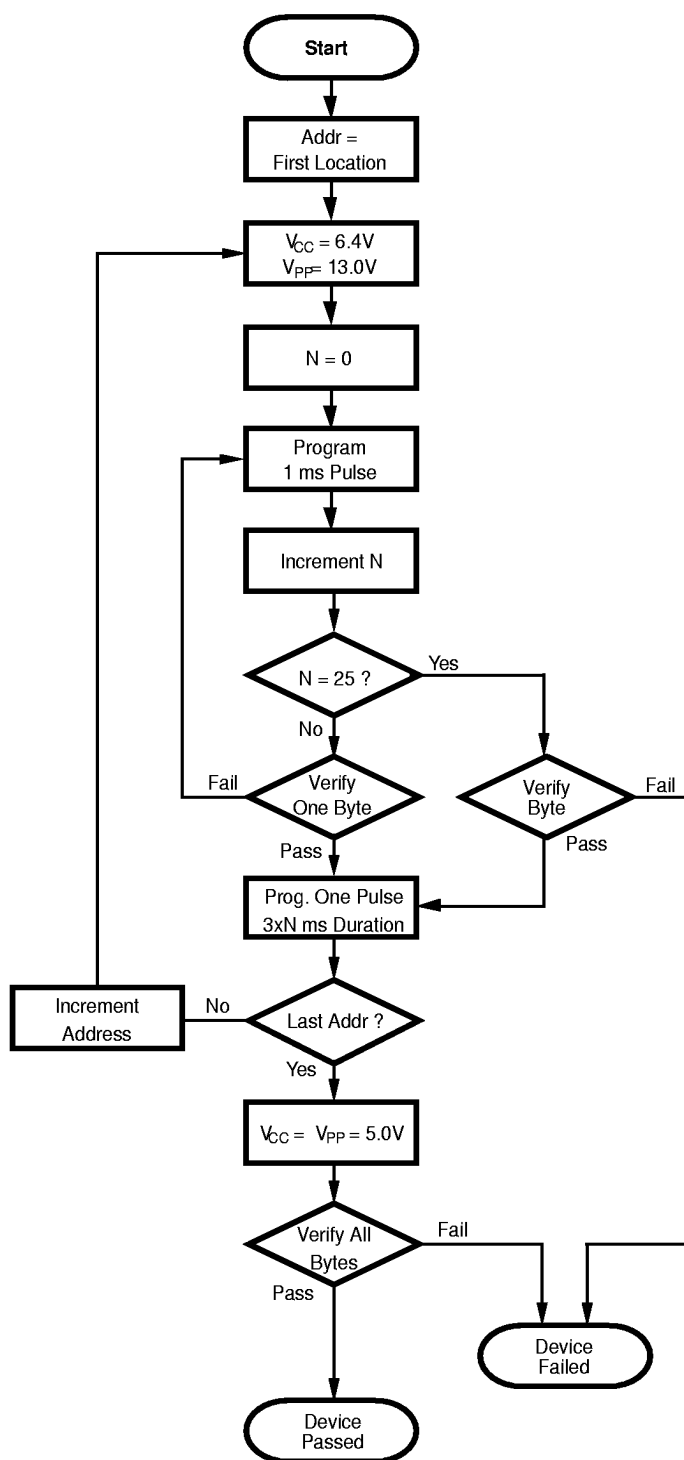 Start
Addr =
First Location
VCC = 6.4V
VPP= 13.0V
N = 0
Program
1 ms Pulse
Increment N
N = 25 ?
Yes
No
Fail
Verify
One Byte
Verify
Byte
Fail
Pass
Pass
Prog. One Pulse
3xN ms Duration
Increment
Address
No
Last Addr ?
Yes
VCC = VPP = 5.0V
Verify All
Bytes
Fail
Pass
Device
Failed
Device
Passed